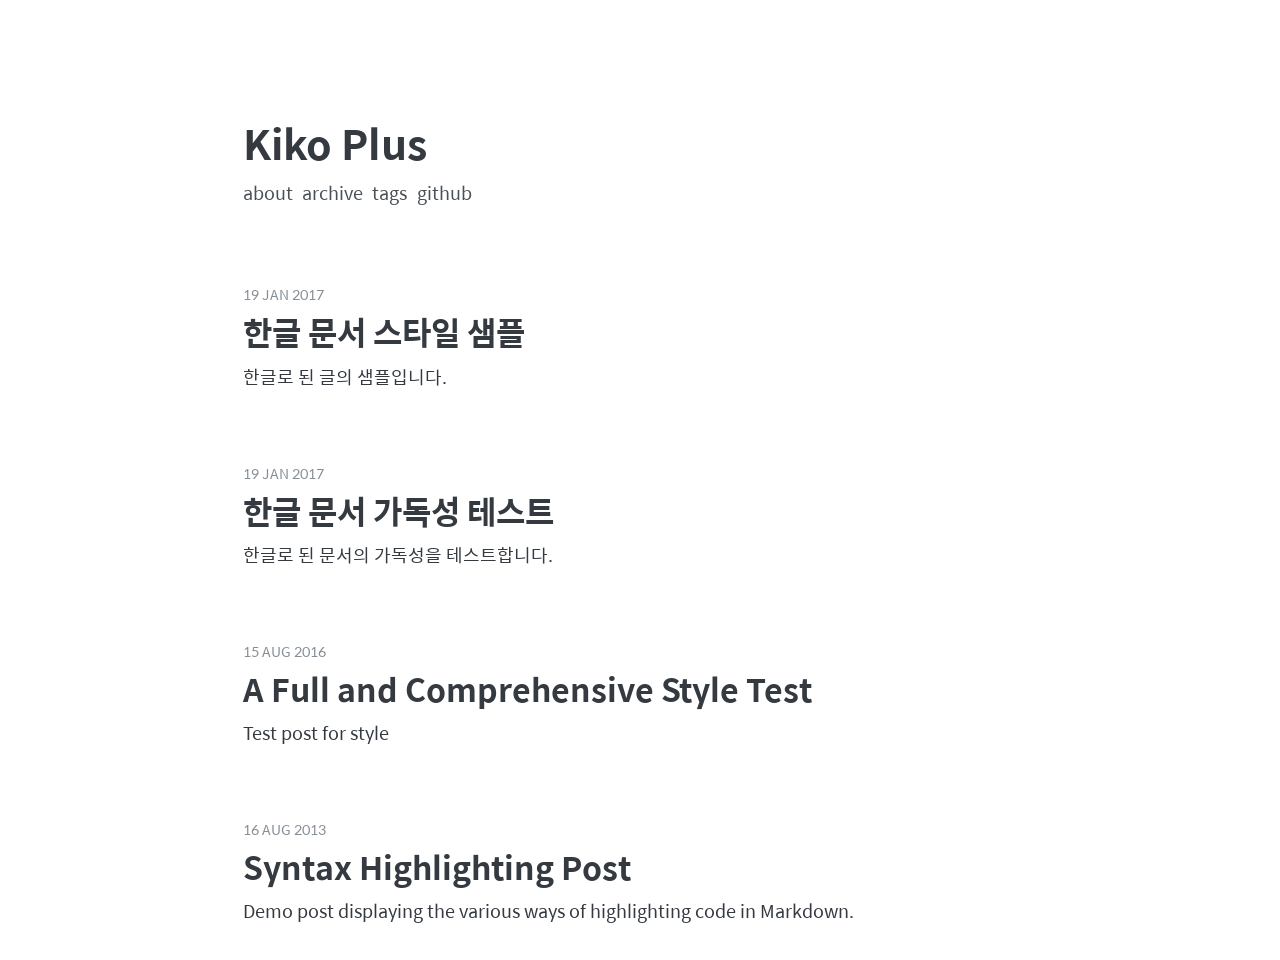 Kiko Plus
about archive tags github
19 JAN 2017
한글 문서 스타일 샘플
한글로 된 글의 샘플입니다.
19 JAN 2017
한글 문서 가독성 테스트
한글로 된 문서의 가독성을 테스트합니다.
15 AUG 2016
A Full and Comprehensive Style Test
Test post for style
16 AUG 2013
Syntax Highlighting Post
Demo post displaying the various ways of highlighting code in Markdown.